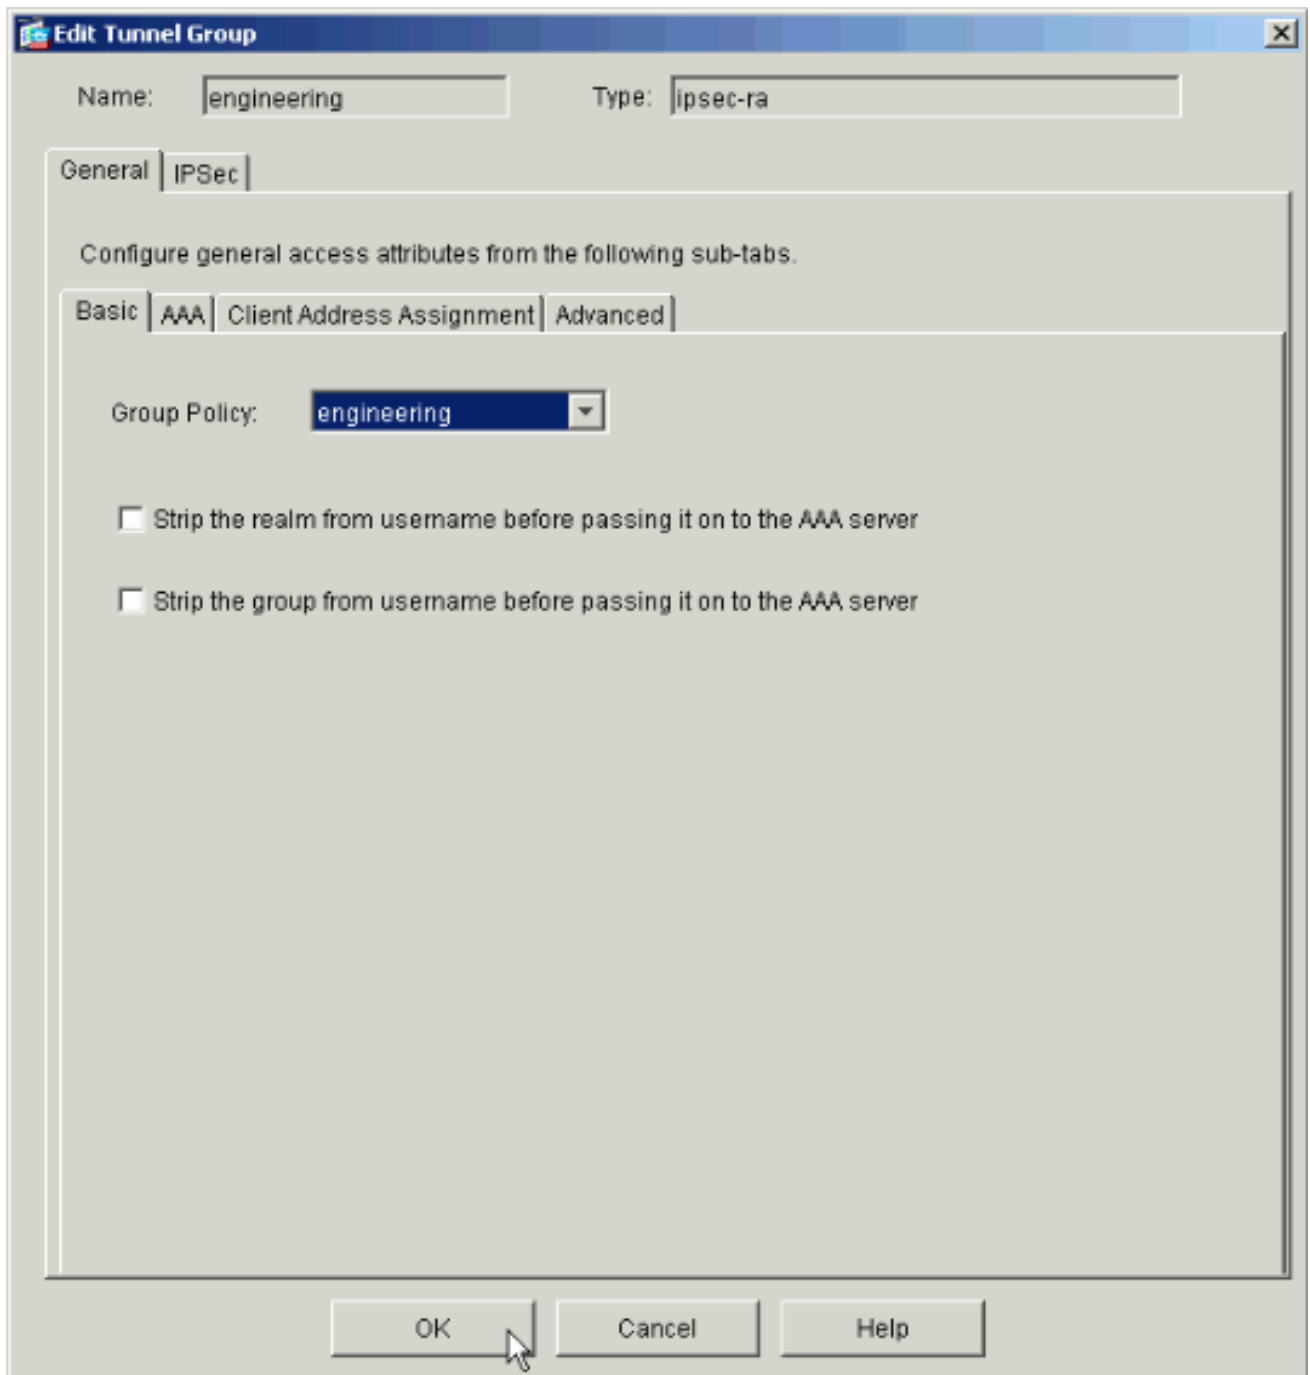 Edit Tunnel Group
Name: engineering Type: ipsec-ra
General IPSec
Configure general access attributes from the following sub-tabs.
Basic AAA Client Address Assignment Advanced
Group Policy: engineering
Strip the realm from username before passing it on to the AAA server
Strip the group from username before passing it on to the AAA server
OK Cancel Help